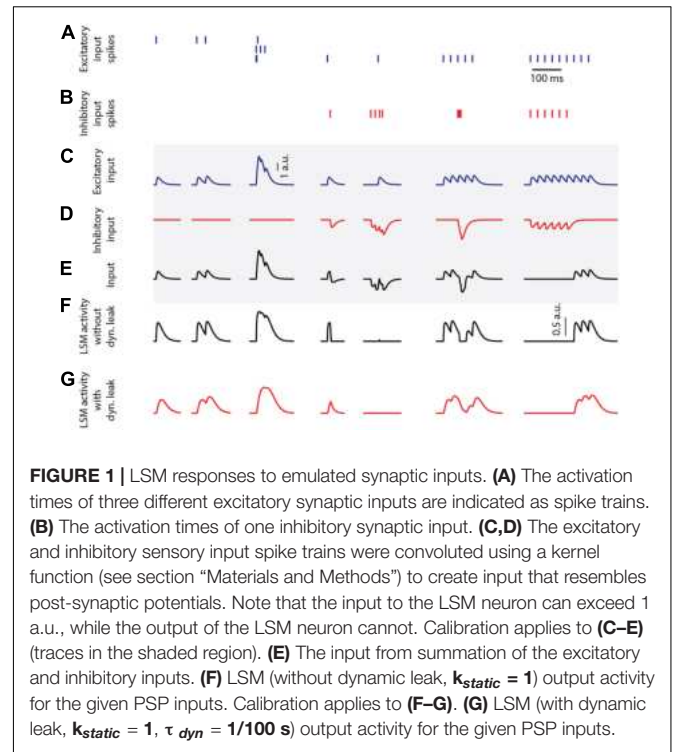 A
Excitatory
input
spikes
100 ms
B
Inhibitory
input
spikes
C
Excitatory
input
1 a.u.
D
Inhibitory
input
E
Input
F
LSM activity
without
dyn. leak
0.5 a.u.
G
LSM activity
with
dyn. leak
FIGURE 1 | LSM responses to emulated synaptic inputs. (A) The activation
times of three different excitatory synaptic inputs are indicated as spike trains.
(B) The activation times of one inhibitory synaptic input. (C,D) The excitatory
and inhibitory sensory input spike trains were convoluted using a kernel
function (see section “Materials and Methods”) to create input that resembles
post-synaptic potentials. Note that the input to the LSM neuron can exceed 1
a.u., while the output of the LSM neuron cannot. Calibration applies to (C–E)
(traces in the shaded region). (E) The input from summation of the excitatory
and inhibitory inputs. (F) LSM (without dynamic leak, kstatic = 1) output activity
for the given PSP inputs. Calibration applies to (F–G). (G) LSM (with dynamic
leak, kstatic = 1, τ dyn = 1/100 s) output activity for the given PSP inputs.